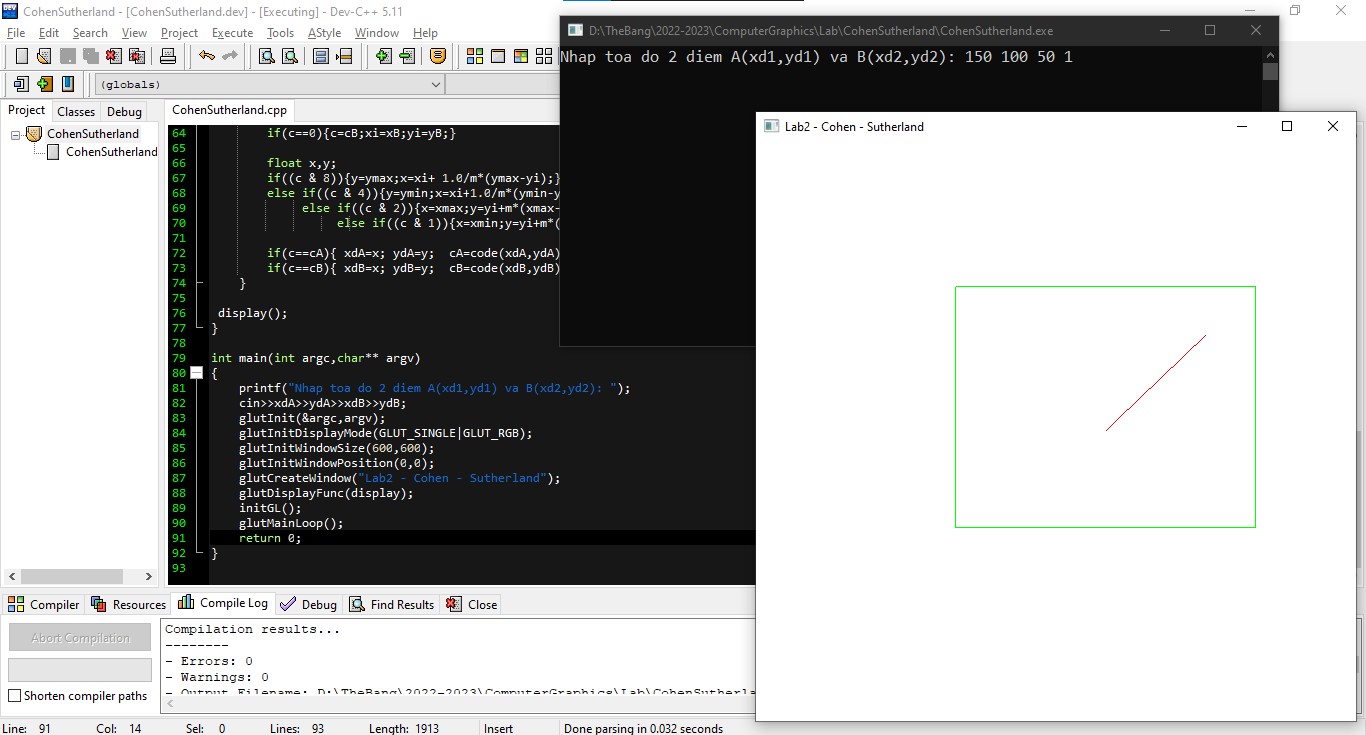 CohenSutherland - [CohenSutherland.dev] - [Executing] - Dev-C++ 5.11
File Edit Search View Project Execute Tools AStyle Window Help
(globals)
Project Classes Debug
CohenSutherland
CohenSutherland
CohenSutherland.cpp
64 if(c==0){c=cB;xi=xB;yi=yB;}
65
66 float x,y;
67 if((c & 8)){y=ymax;x=xi+ 1.0/m*(ymax-yi);}
68 else if((c & 4)){y=ymin;x=xi+1.0/m*(ymin-y
69 else if((c & 2)){x=xmax;y=yi+m*(xmax-
70 else if((c & 1)){x=xmin;y=yi+m*(
71
72 if(c==cA){ xdA=x; ydA=y; cA=code(xdA,ydA)
73 if(c==cB){ xdB=x; ydB=y; cB=code(xdB,ydB)
74 }
75
76 display();
77 }
78
79 int main(int argc,char** argv)
80 {
81 printf("Nhap toa do 2 diem A(xd1,yd1) va B(xd2,yd2): ");
82 cin>>xdA>>ydA>>xdB>>ydB;
83 glutInit(&argc,argv);
84 glutInitDisplayMode(GLUT_SINGLE|GLUT_RGB);
85 glutInitWindowSize(600,600);
86 glutInitWindowPosition(0,0);
87 glutCreateWindow("Lab2 - Cohen - Sutherland");
88 glutDisplayFunc(display);
89 initGL();
90 glutMainLoop();
91 return 0;
92 }
93
D:\TheBang\2022-2023\ComputerGraphics\Lab\CohenSutherland\CohenSutherland.exe
Nhap toa do 2 diem A(xd1,yd1) va B(xd2,yd2): 150 100 50 1
Lab2 - Cohen - Sutherland
Compiler Resources Compile Log Debug Find Results Close
Abort Compilation
Shorten compiler paths
Compilation results...
--------
- Errors: 0
- Warnings: 0
- Output Filename: D:\TheBang\2022-2023\ComputerGraphics\Lab\CohenSutherla
Line: 91 Col: 14 Sel: 0 Lines: 93 Length: 1913 Insert Done parsing in 0.032 seconds